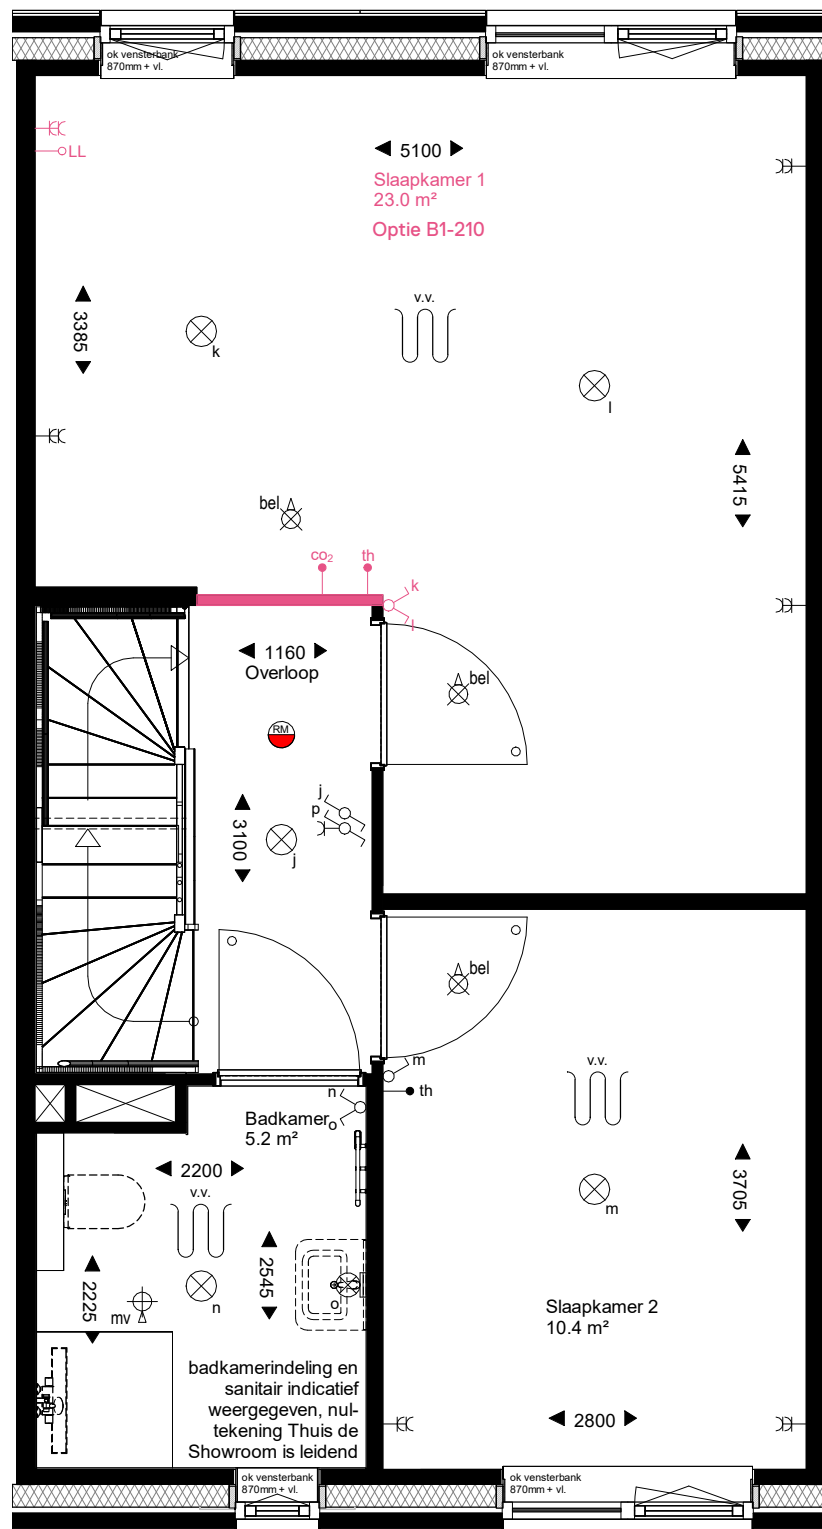 ok vensterbank
870mm + vl.
ok vensterbank
870mm + vl.
LL
5100
Slaapkamer 1
23.0 m²
Optie B1-210
3385
v.v.
k
l
5415
bel
co₂
th
k
l
1160
Overloop
bel
RM
j
p
3100
j
bel
m
th
v.v.
n
o
Badkamer
5.2 m²
2200
v.v.
3705
m
2545
2225
n
o
mv
Slaapkamer 2
10.4 m²
badkamerindeling en
sanitair indicatief
weergegeven, nul-
tekening Thuis de
Showroom is leidend
2800
ok vensterbank
870mm + vl.
ok vensterbank
870mm + vl.